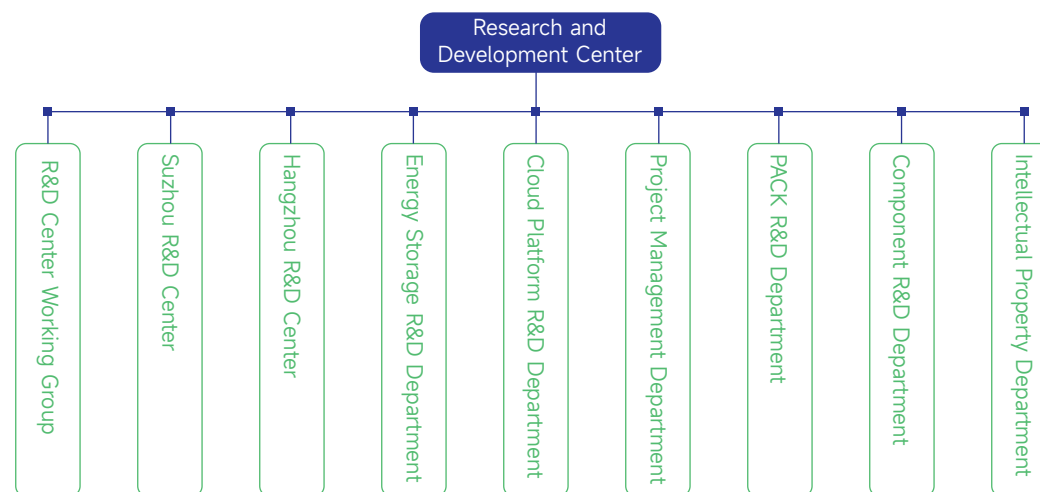 Research and
Development Center
R&D Center Working Group
Suzhou R&D Center
Hangzhou R&D Center
Energy Storage R&D Department
Cloud Platform R&D Department
Project Management Department
PACK R&D Department
Component R&D Department
Intellectual Property Department